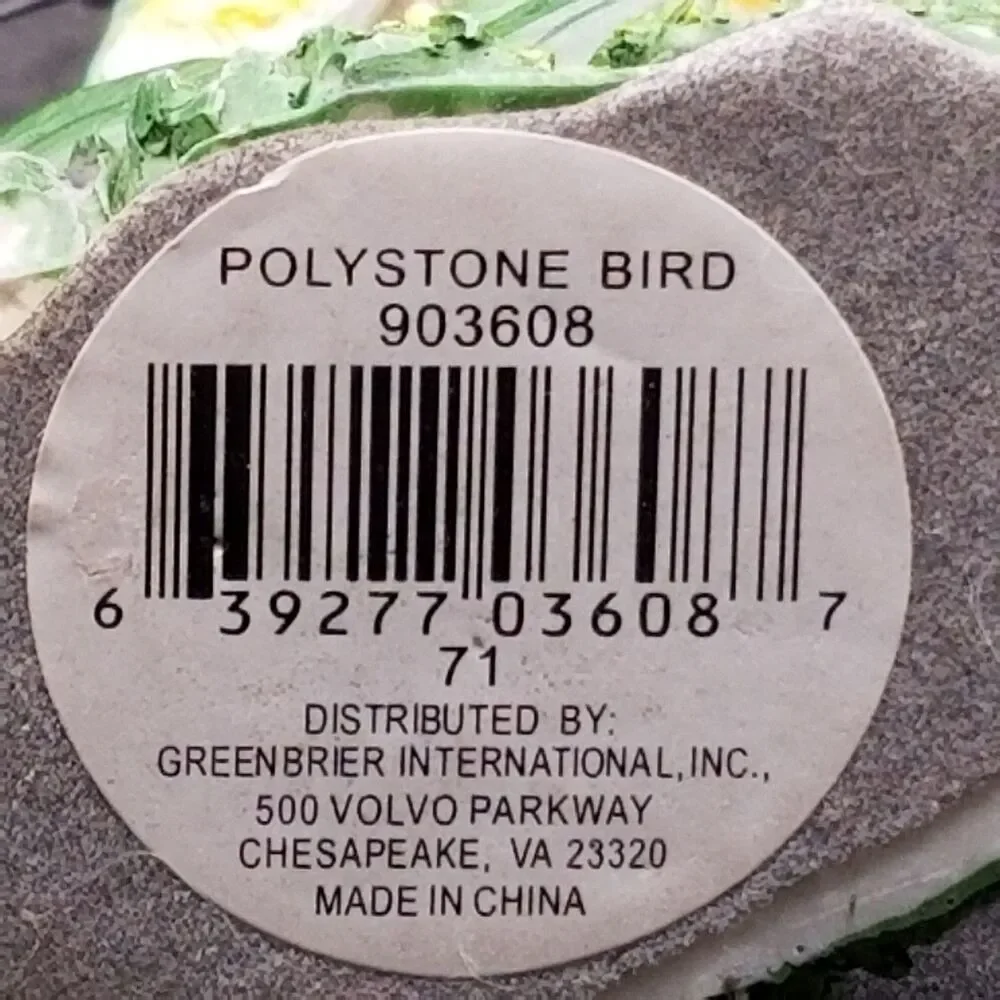 POLYSTONE BIRD
903608
6 39277 03608 7
71
DISTRIBUTED BY:
GREENBRIER INTERNATIONAL, INC.,
500 VOLVO PARKWAY
CHESAPEAKE, VA 23320
MADE IN CHINA